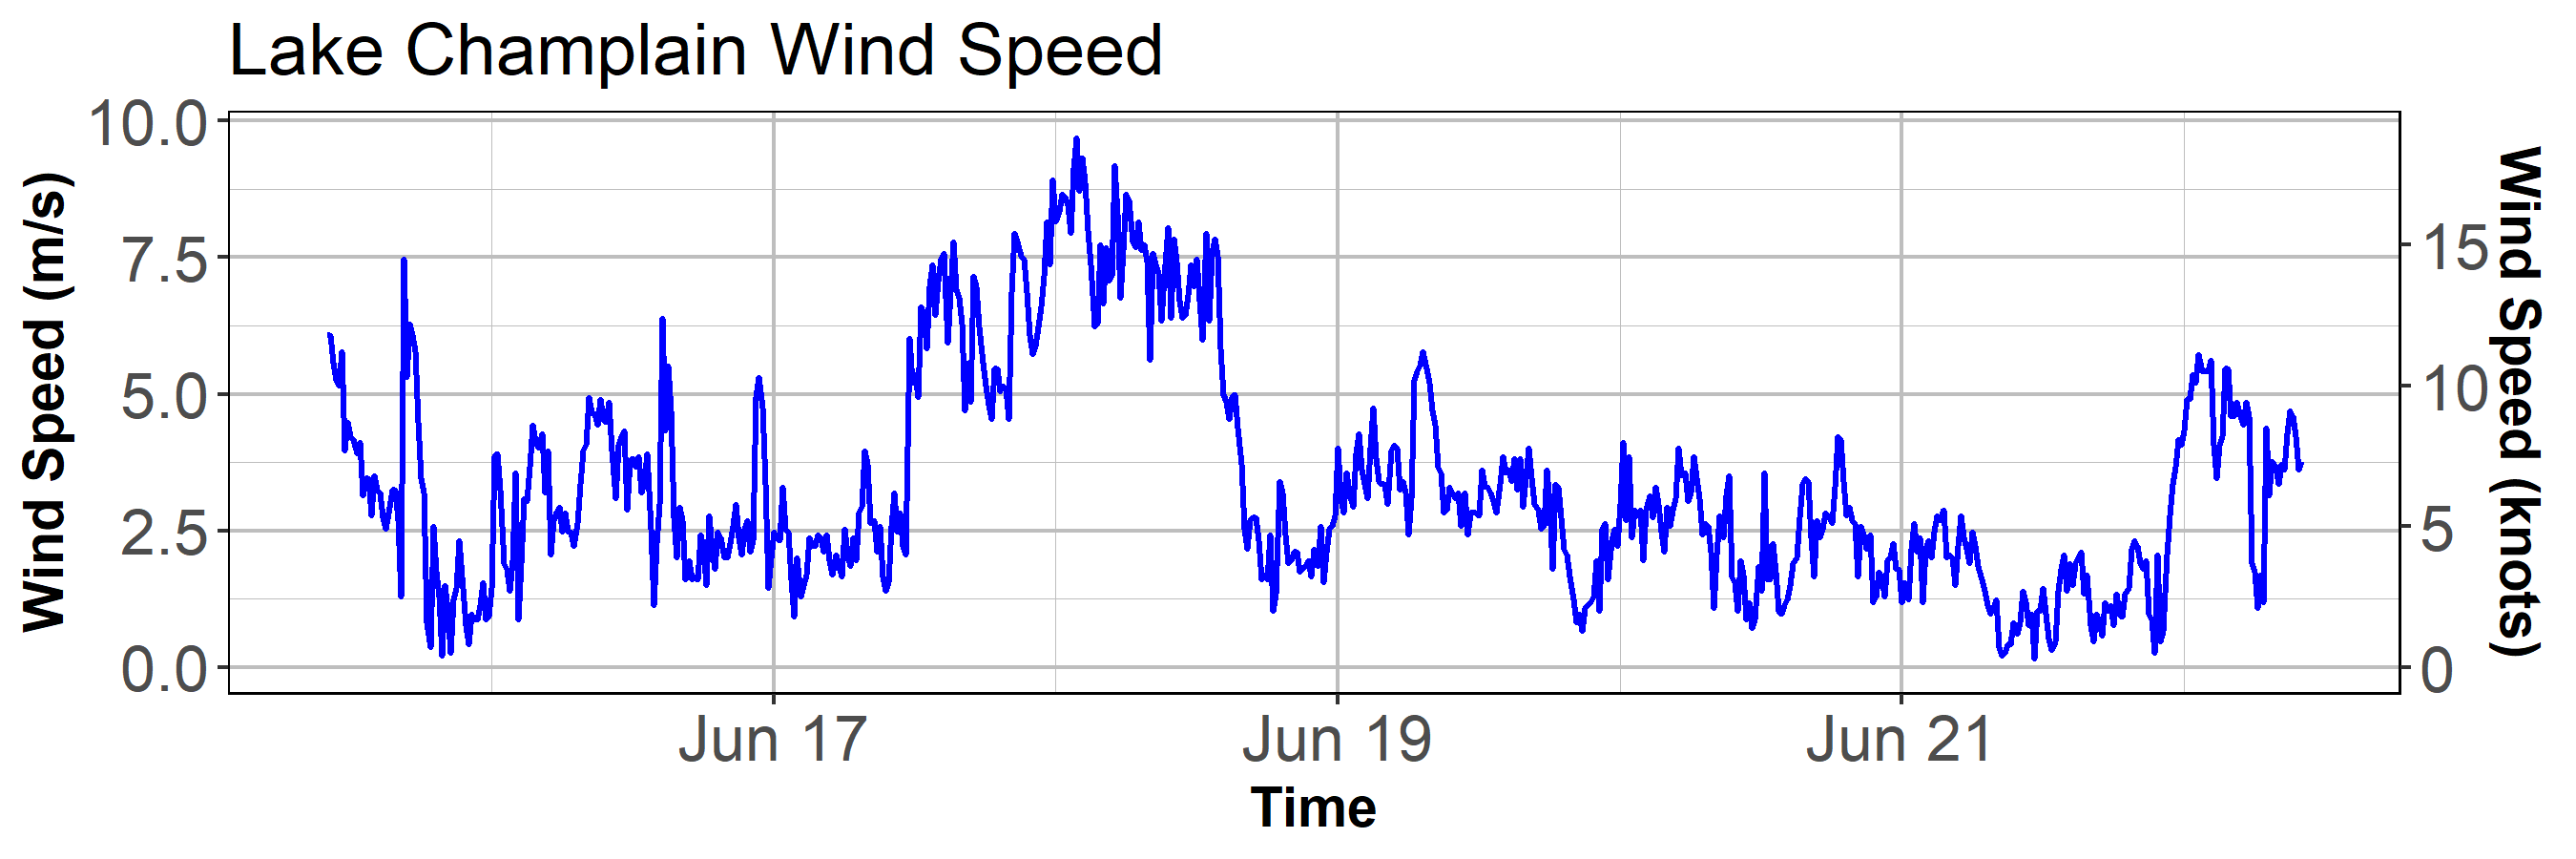 Lake Champlain Wind Speed
Wind Speed (m/s)
10.0
7.5
5.0
2.5
0.0
Wind Speed (knots)
15
10
5
0
Jun 17
Jun 19
Jun 21
Time